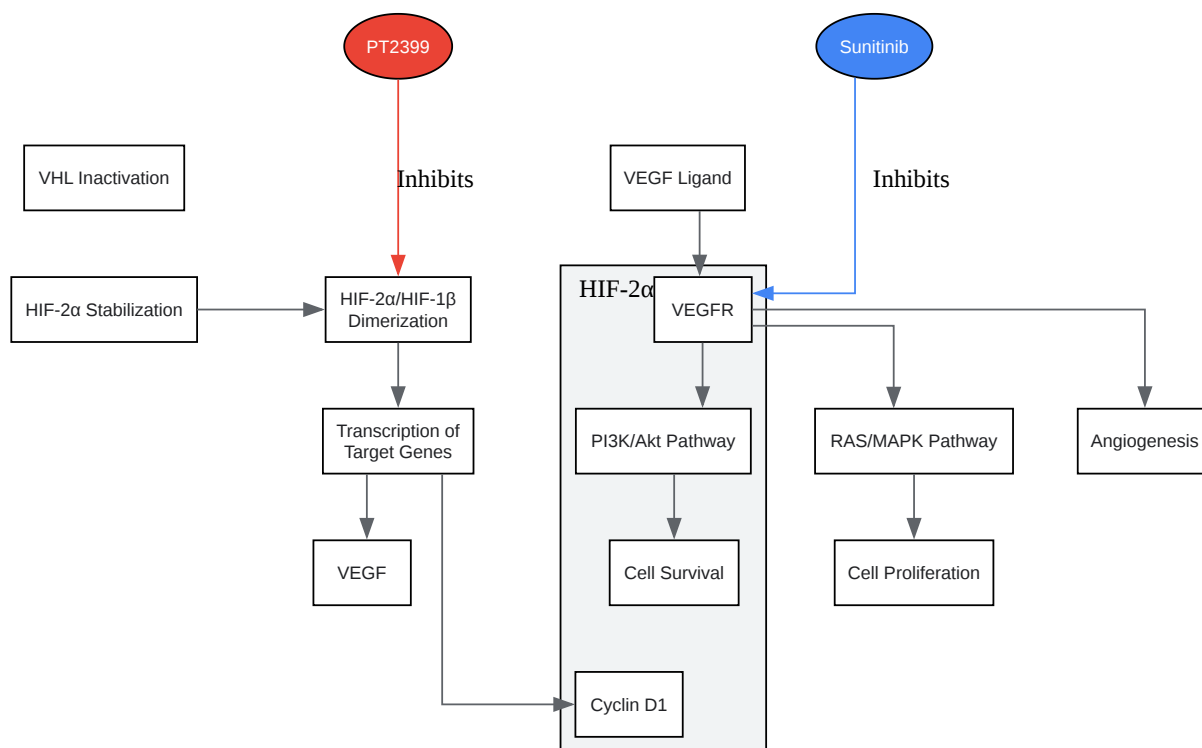 PT2399
Sunitinib
VHL Inactivation
Inhibits
VEGF Ligand
Inhibits
HIF-2α Stabilization
HIF-2α/HIF-1β
Dimerization
HIF-2α
VEGFR
Transcription of
Target Genes
PI3K/Akt Pathway
RAS/MAPK Pathway
Angiogenesis
VEGF
Cell Survival
Cell Proliferation
Cyclin D1